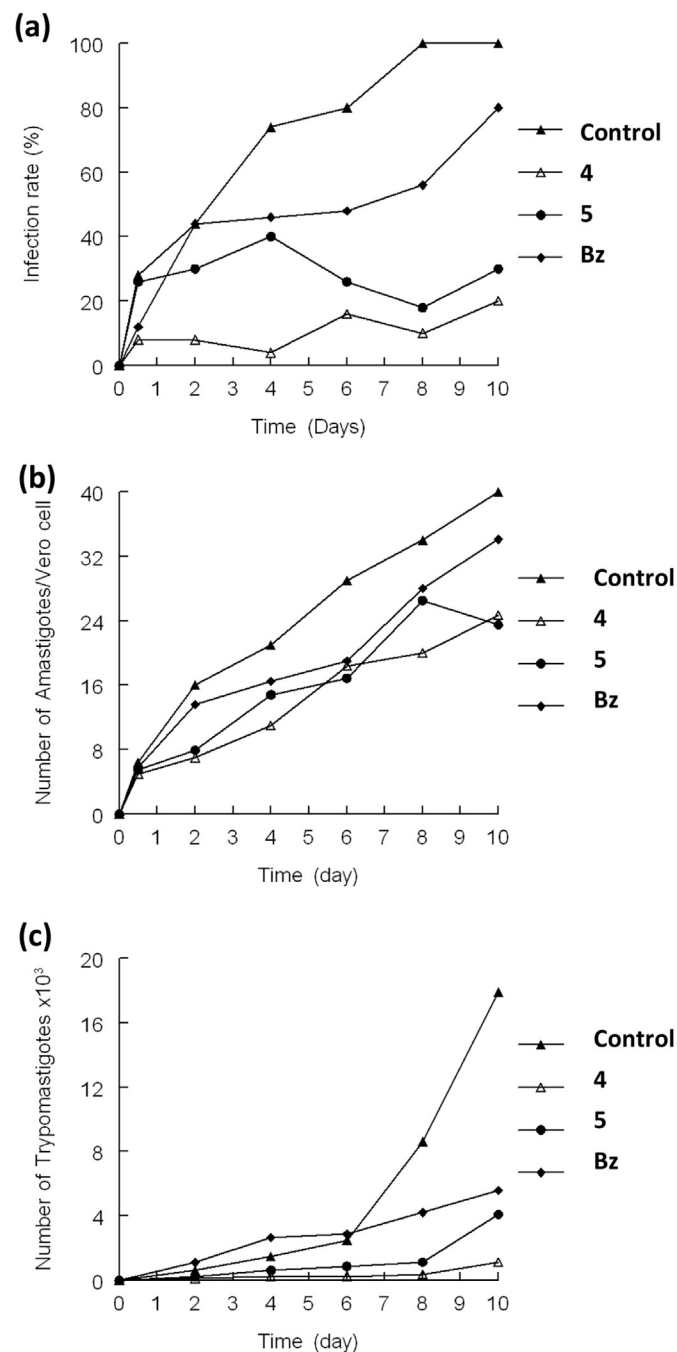 (a)
Infection rate (%)
100
80
60
40
20
0
0 1 2 3 4 5 6 7 8 9 10
Time (Days)
Control
4
5
Bz
(b)
Number of Amastigotes/Vero cell
40
32
24
16
8
0
0 1 2 3 4 5 6 7 8 9 10
Time (day)
Control
4
5
Bz
(c)
Number of Trypomastigotes x10³
20
16
12
8
4
0
0 1 2 3 4 5 6 7 8 9 10
Time (day)
Control
4
5
Bz